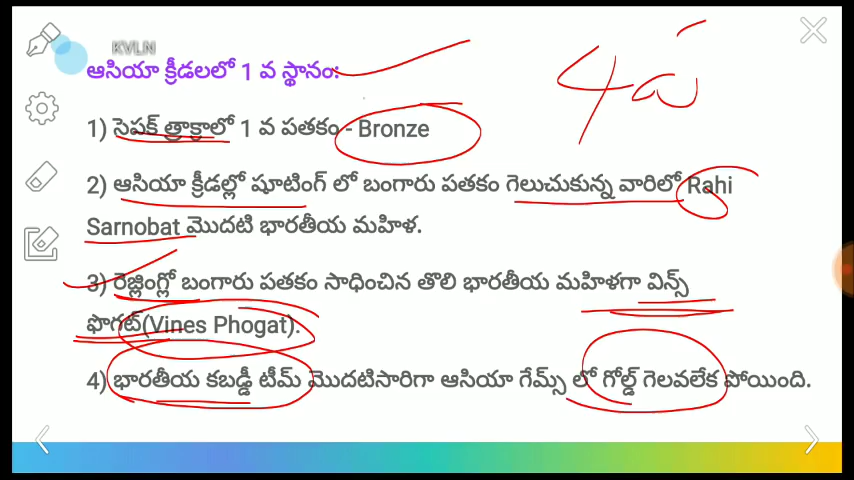 KVLN
ఆసియా క్రీడలలో 1 వ స్థానం:
4వ
1) సెపక్ త్రాక్రాలో 1 వ పతకం - Bronze
2) ఆసియా క్రీడల్లో షూటింగ్ లో బంగారు పతకం గెలుచుకున్న వారిలో Rahi
Sarnobat మొదటి భారతీయ మహిళ.
3) రెజ్లింగ్లో బంగారు పతకం సాధించిన తొలి భారతీయ మహిళగా విన్స్
ఫొగట్(Vines Phogat).
4) భారతీయ కబడ్డీ టీమ్ మొదటిసారిగా ఆసియా గేమ్స్ లో గోల్డ్ గెలవలేక పోయింది.